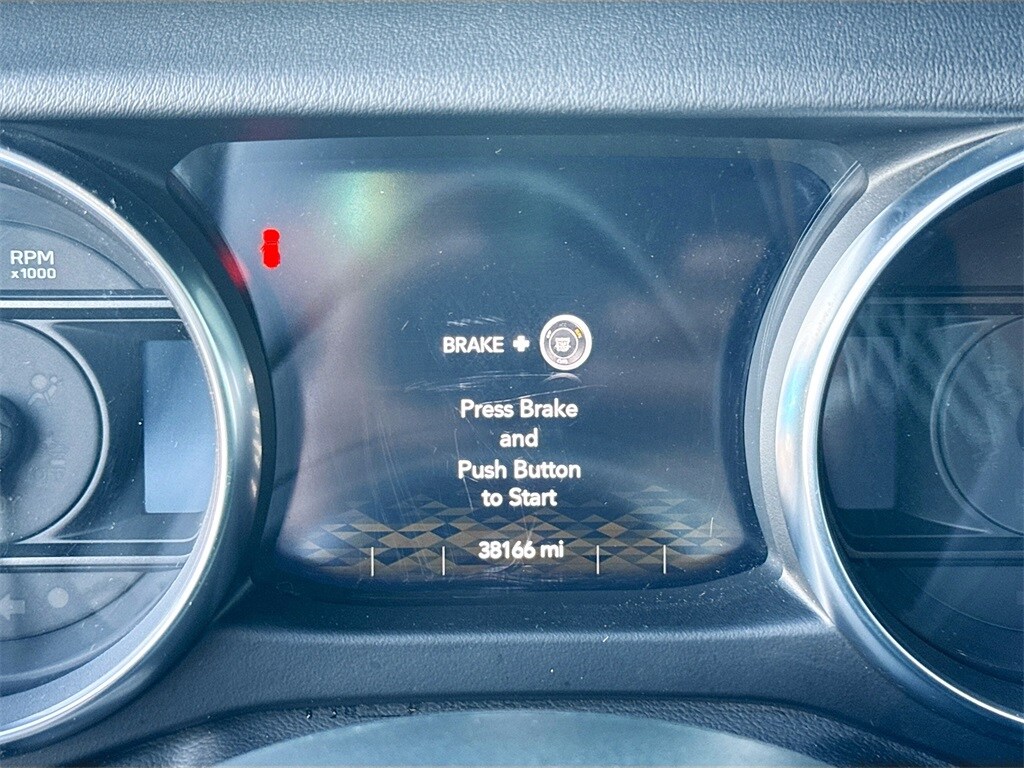 RPM
x1000
BRAKE +
Press Brake
and
Push Button
to Start
38166 mi